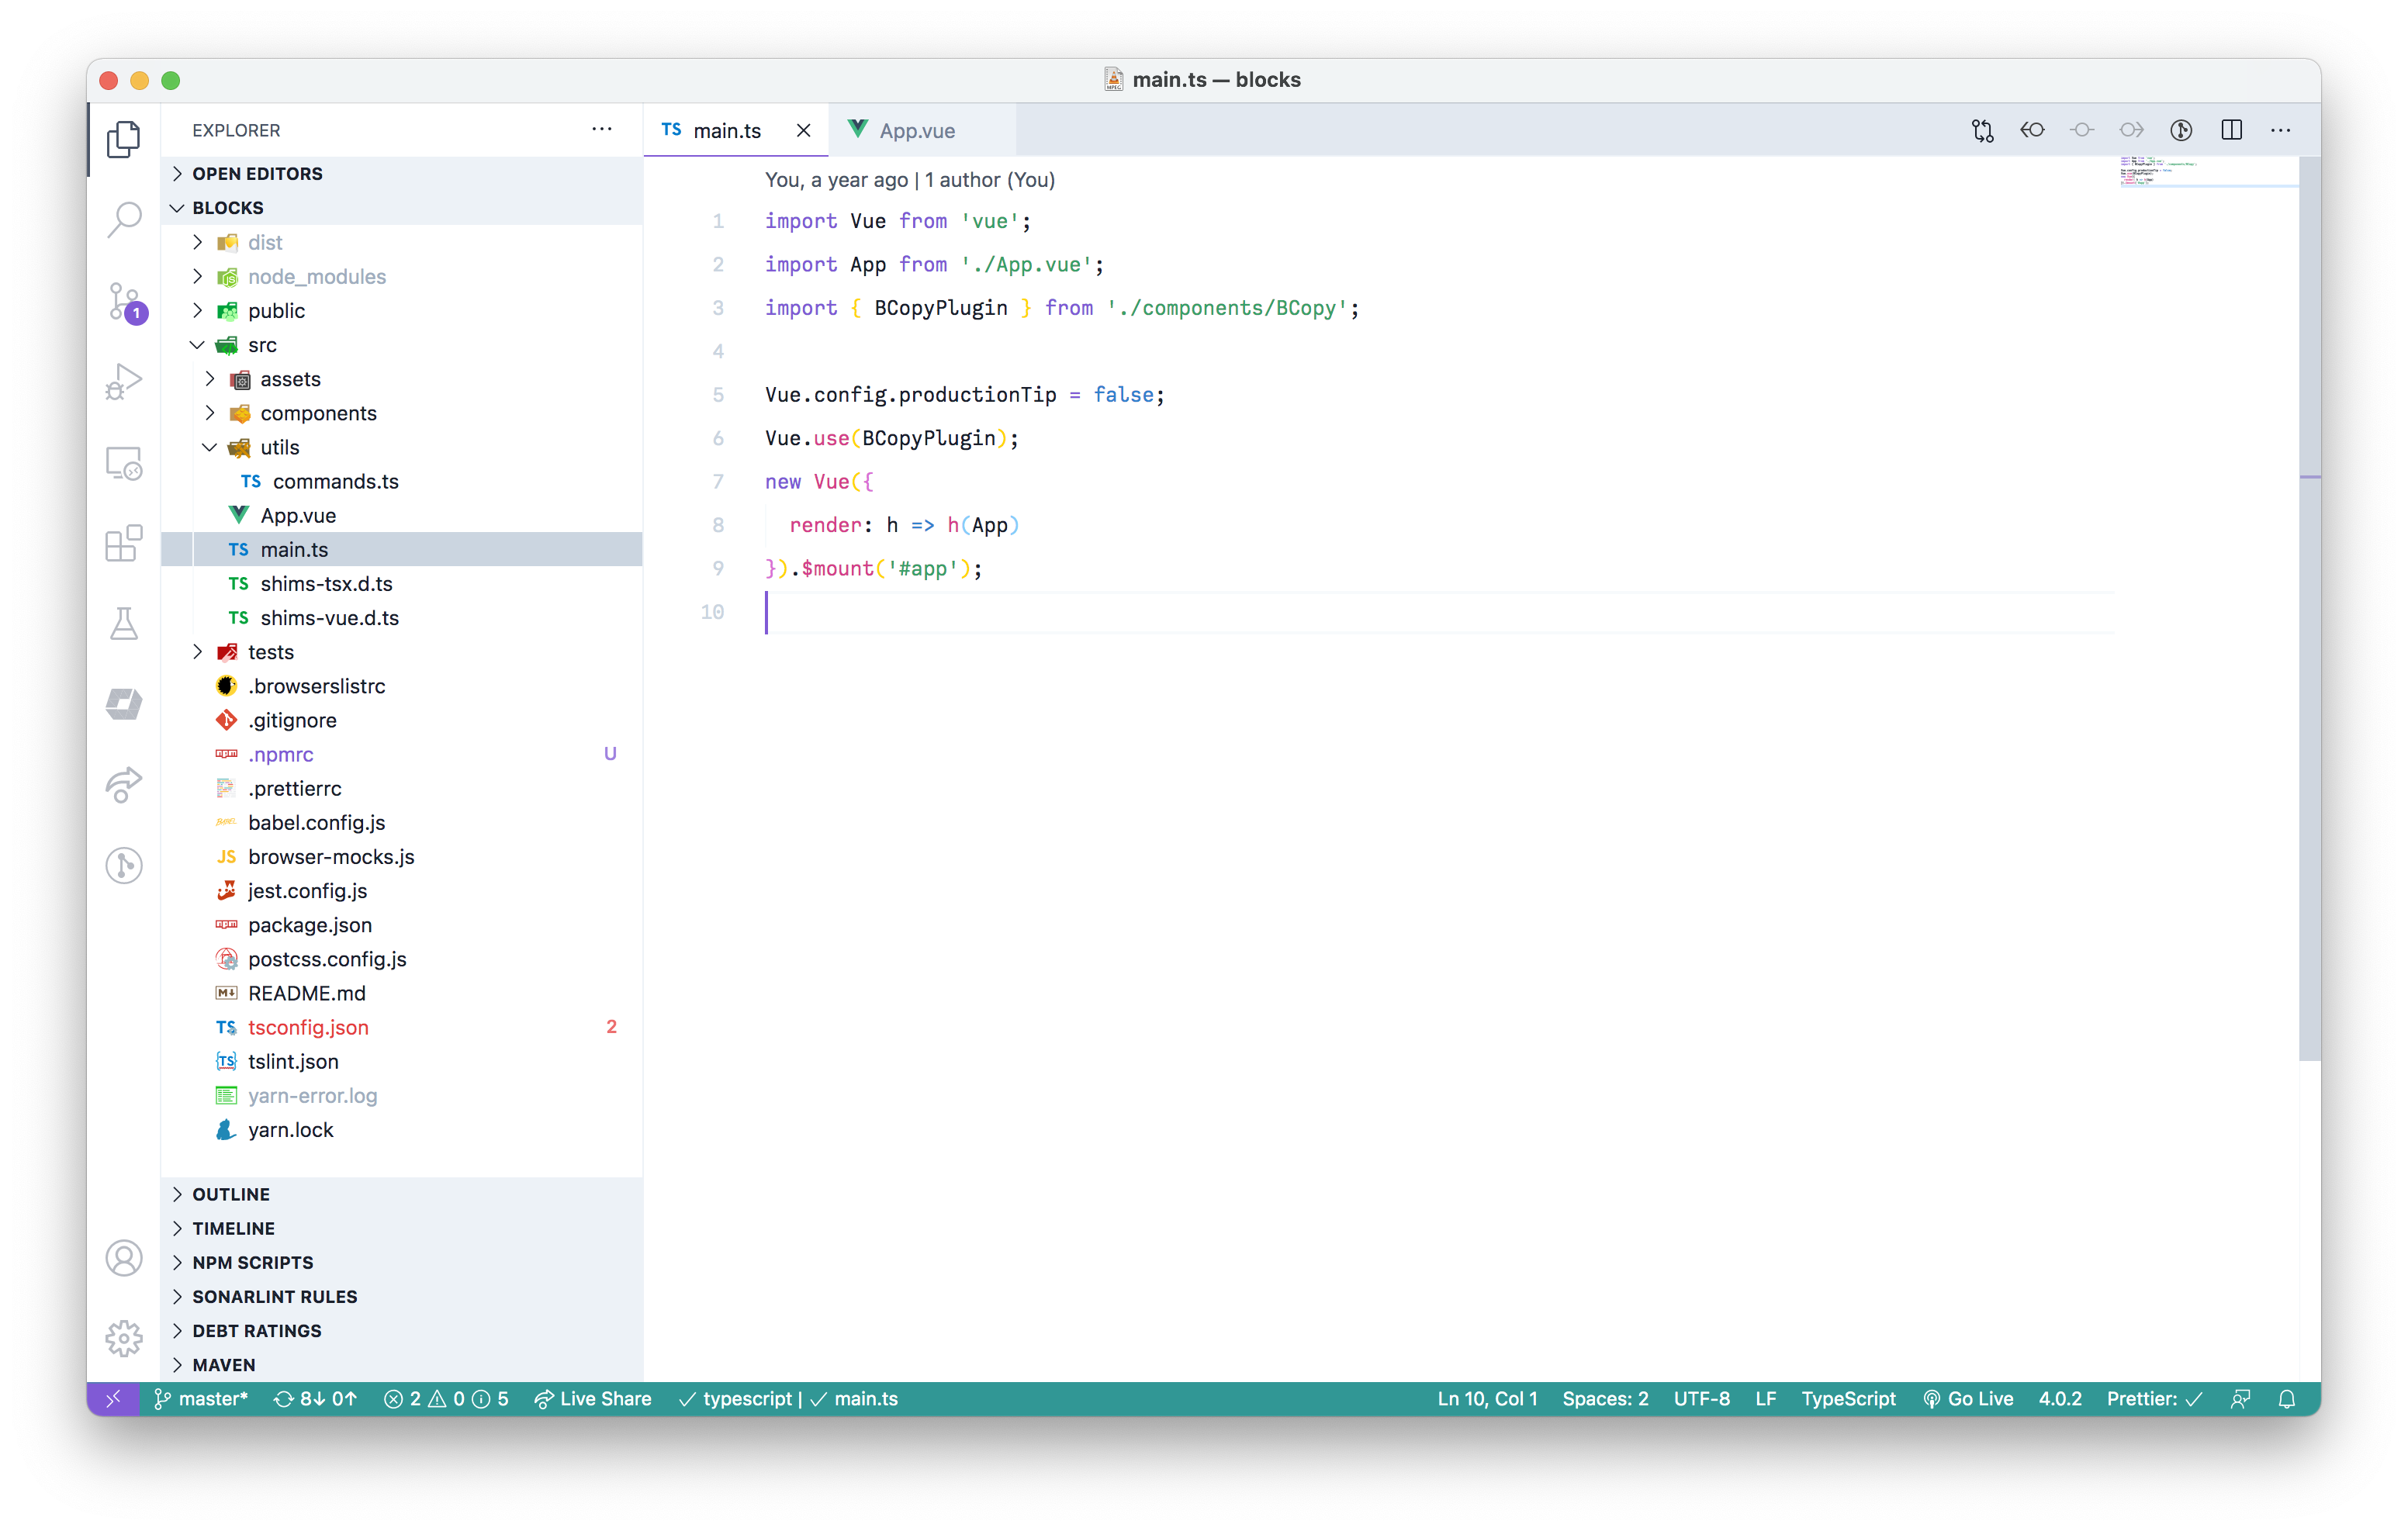 main.ts — blocks
EXPLORER
OPEN EDITORS
BLOCKS
dist
node_modules
public
src
assets
components
utils
TS commands.ts
App.vue
TS main.ts
TS shims-tsx.d.ts
TS shims-vue.d.ts
tests
.browserslistrc
.gitignore
.npmrc U
.prettierrc
babel.config.js
JS browser-mocks.js
jest.config.js
package.json
postcss.config.js
README.md
TS tsconfig.json 2
TS tslint.json
yarn-error.log
yarn.lock
OUTLINE
TIMELINE
NPM SCRIPTS
SONARLINT RULES
DEBT RATINGS
MAVEN
1
TS main.ts
App.vue
You, a year ago | 1 author (You)
1 import Vue from 'vue';
2 import App from './App.vue';
3 import { BCopyPlugin } from './components/BCopy';
4
5 Vue.config.productionTip = false;
6 Vue.use(BCopyPlugin);
7 new Vue({
8 render: h => h(App)
9 }).$mount('#app');
10
master* 8↓ 0↑ 2 0 5 Live Share ✓ typescript | ✓ main.ts Ln 10, Col 1 Spaces: 2 UTF-8 LF TypeScript Go Live 4.0.2 Prettier: ✓